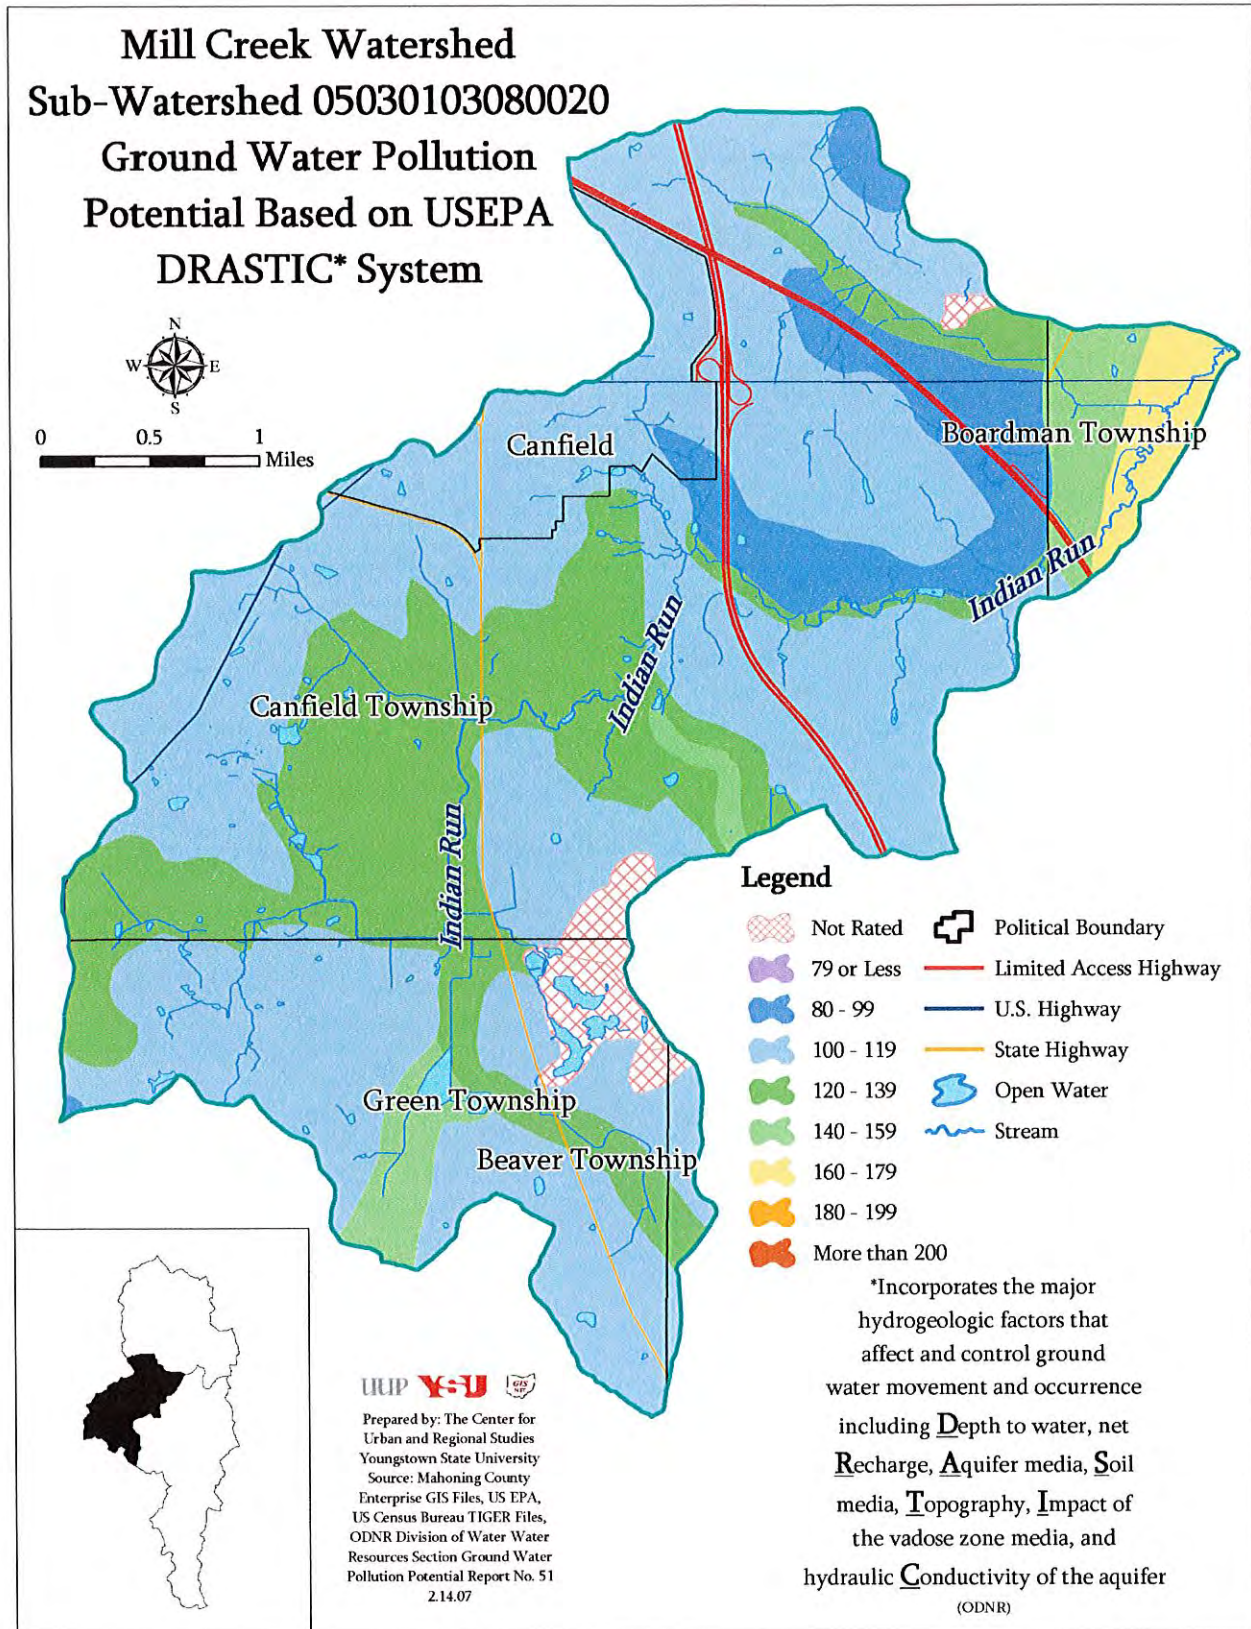 Mill Creek Watershed
Sub-Watershed 05030103080020
Ground Water Pollution
Potential Based on USEPA
DRASTIC* System
N
W E
S
0 0.5 1
Miles
Canfield
Boardman Township
Indian Run
Indian Run
Canfield Township
Indian Run
Green Township
Beaver Township
Legend
Not Rated
79 or Less
80 - 99
100 - 119
120 - 139
140 - 159
160 - 179
180 - 199
More than 200
Political Boundary
Limited Access Highway
U.S. Highway
State Highway
Open Water
Stream
*Incorporates the major
hydrogeologic factors that
affect and control ground
water movement and occurrence
including Depth to water, net
Recharge, Aquifer media, Soil
media, Topography, Impact of
the vadose zone media, and
hydraulic Conductivity of the aquifer
(ODNR)
UUP YSU GIS
Prepared by: The Center for
Urban and Regional Studies
Youngstown State University
Source: Mahoning County
Enterprise GIS Files, US EPA,
US Census Bureau TIGER Files,
ODNR Division of Water Water
Resources Section Ground Water
Pollution Potential Report No. 51
2.14.07